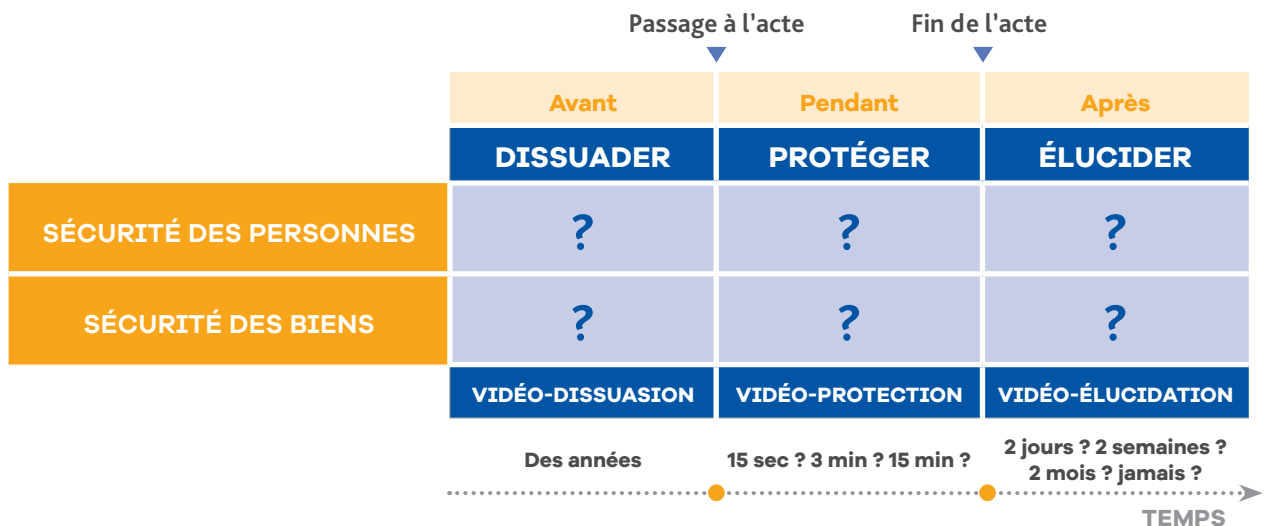 Passage à l'acte Fin de l'acte
Avant Pendant Après
DISSUADER PROTÉGER ÉLUCIDER
SÉCURITÉ DES PERSONNES ? ? ?
SÉCURITÉ DES BIENS ? ? ?
VIDÉO-DISSUASION VIDÉO-PROTECTION VIDÉO-ÉLUCIDATION
Des années 15 sec ? 3 min ? 15 min ? 2 jours ? 2 semaines ?
2 mois ? jamais ?
TEMPS